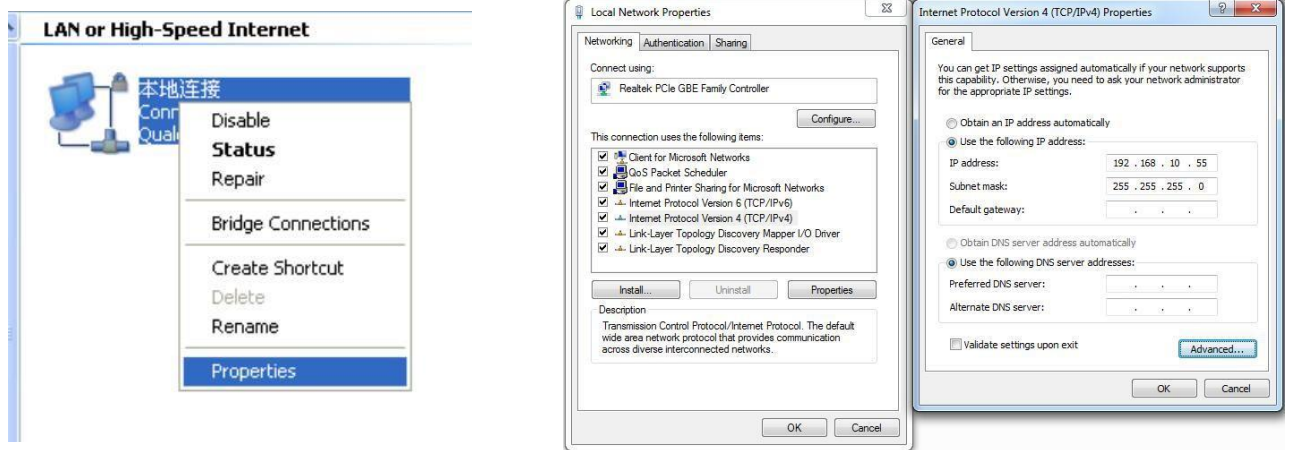 LAN or High-Speed Internet
本地连接
Conn
Qual
Disable
Status
Repair
Bridge Connections
Create Shortcut
Delete
Rename
Properties
Local Network Properties
Networking Authentication Sharing
Connect using:
Realtek PCIe GBE Family Controller
Configure...
This connection uses the following items:
Client for Microsoft Networks
QoS Packet Scheduler
File and Printer Sharing for Microsoft Networks
Internet Protocol Version 6 (TCP/IPv6)
Internet Protocol Version 4 (TCP/IPv4)
Link-Layer Topology Discovery Mapper I/O Driver
Link-Layer Topology Discovery Responder
Install... Uninstall Properties
Description
Transmission Control Protocol/Internet Protocol. The default
wide area network protocol that provides communication
across diverse interconnected networks.
OK Cancel
Internet Protocol Version 4 (TCP/IPv4) Properties
General
You can get IP settings assigned automatically if your network supports
this capability. Otherwise, you need to ask your network administrator
for the appropriate IP settings.
Obtain an IP address automatically
Use the following IP address:
IP address: 192 . 168 . 10 . 55
Subnet mask: 255 . 255 . 255 . 0
Default gateway: . . .
Obtain DNS server address automatically
Use the following DNS server addresses:
Preferred DNS server: . . .
Alternate DNS server: . . .
Validate settings upon exit
Advanced...
OK Cancel